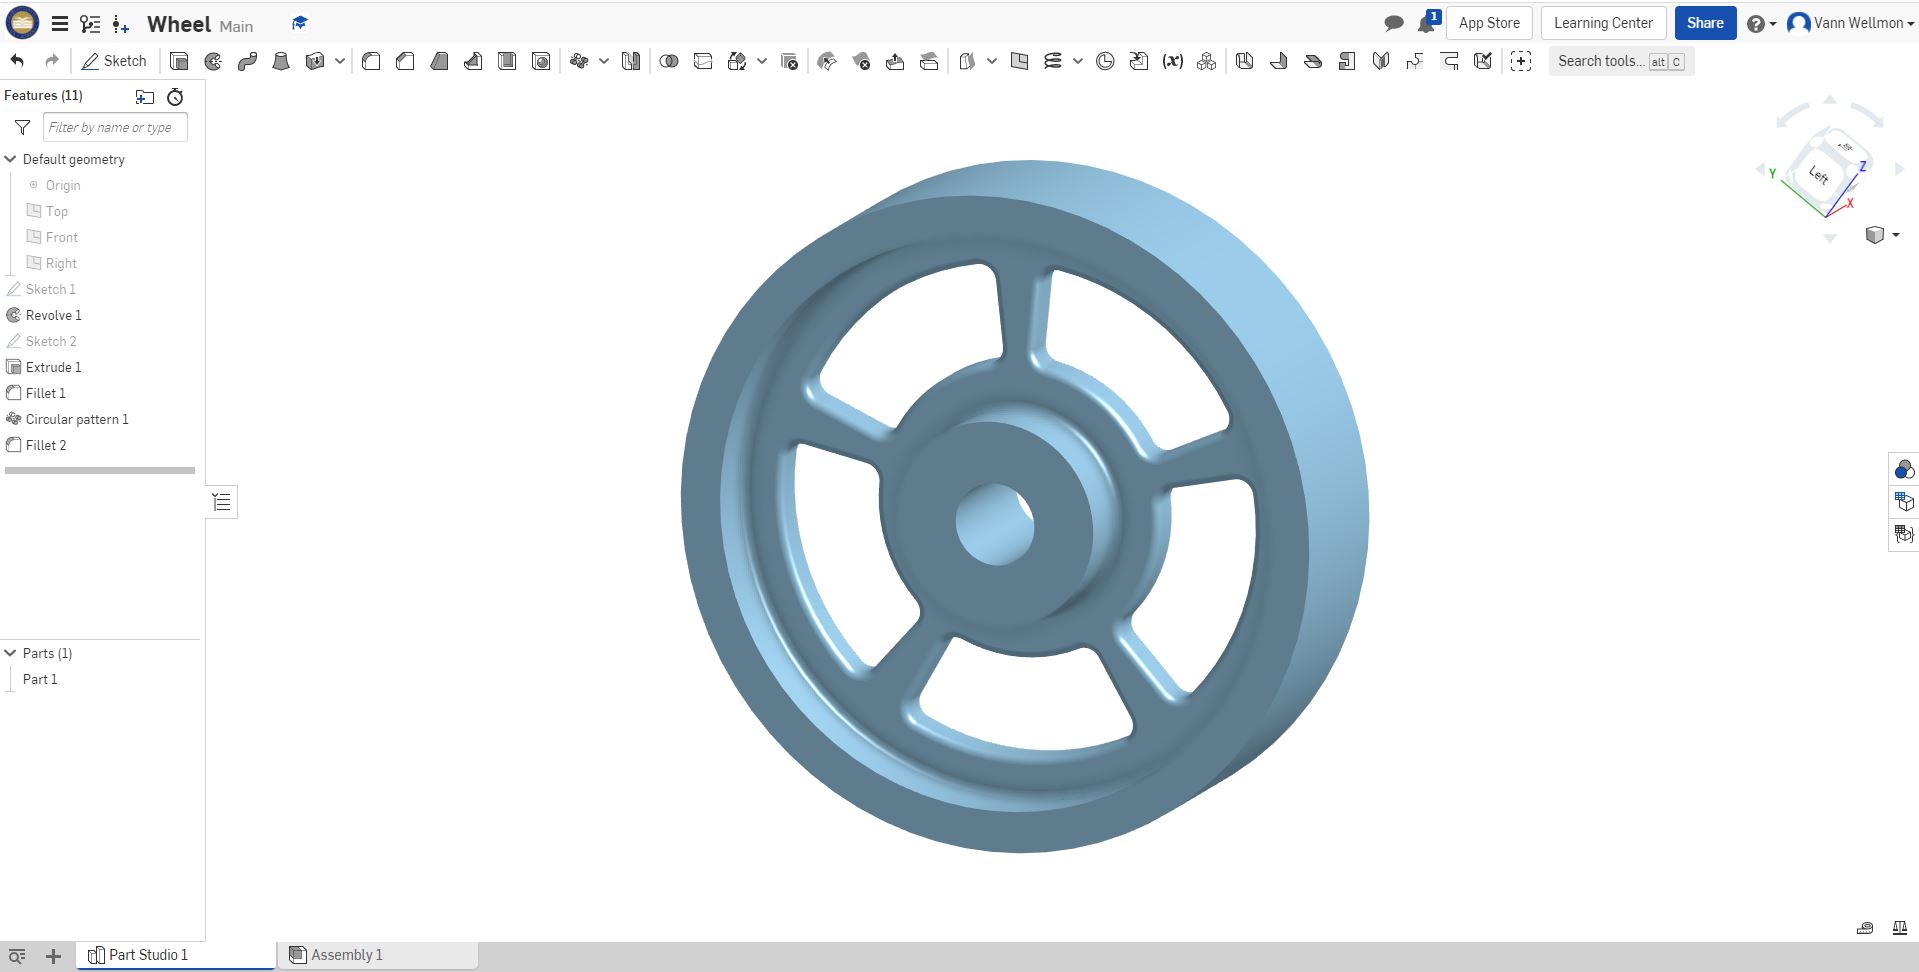 Wheel Main
1
App Store
Learning Center
Share
Vann Wellmon
Sketch
(x)
Search tools... alt C
Features (11)
Filter by name or type
Default geometry
Origin
Top
Front
Right
Sketch 1
Revolve 1
Sketch 2
Extrude 1
Fillet 1
Circular pattern 1
Fillet 2
Parts (1)
Part 1
Left
Z
Y
X
Part Studio 1
Assembly 1